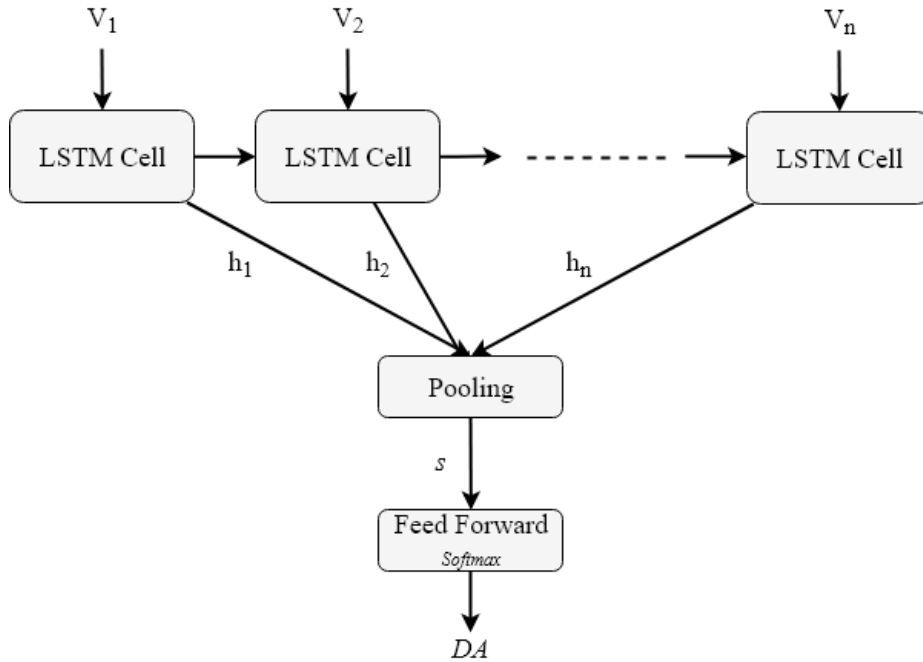 V1 V2 Vn
LSTM Cell LSTM Cell LSTM Cell
h1 h2 hn
Pooling
s
Feed Forward
Softmax
DA